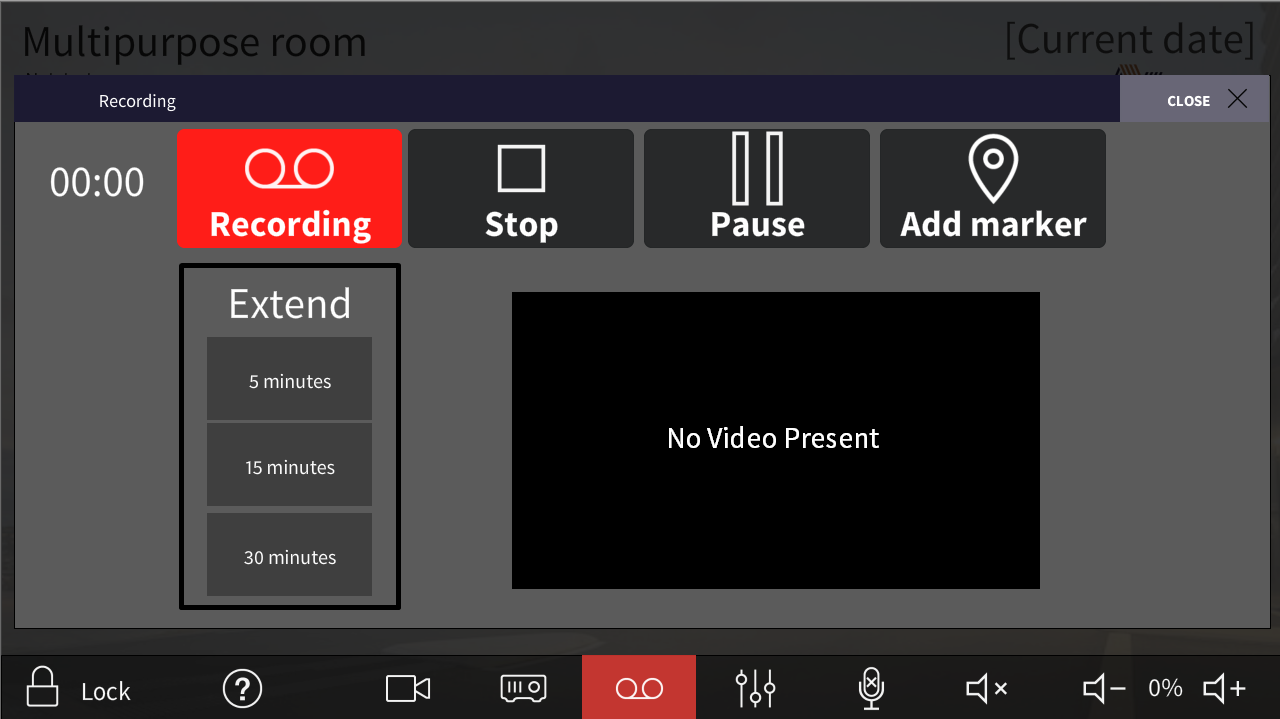 Multipurpose room
[Current date]
Recording
CLOSE
00:00
Recording
Stop
Pause
Add marker
Extend
5 minutes
15 minutes
30 minutes
No Video Present
Lock
0%